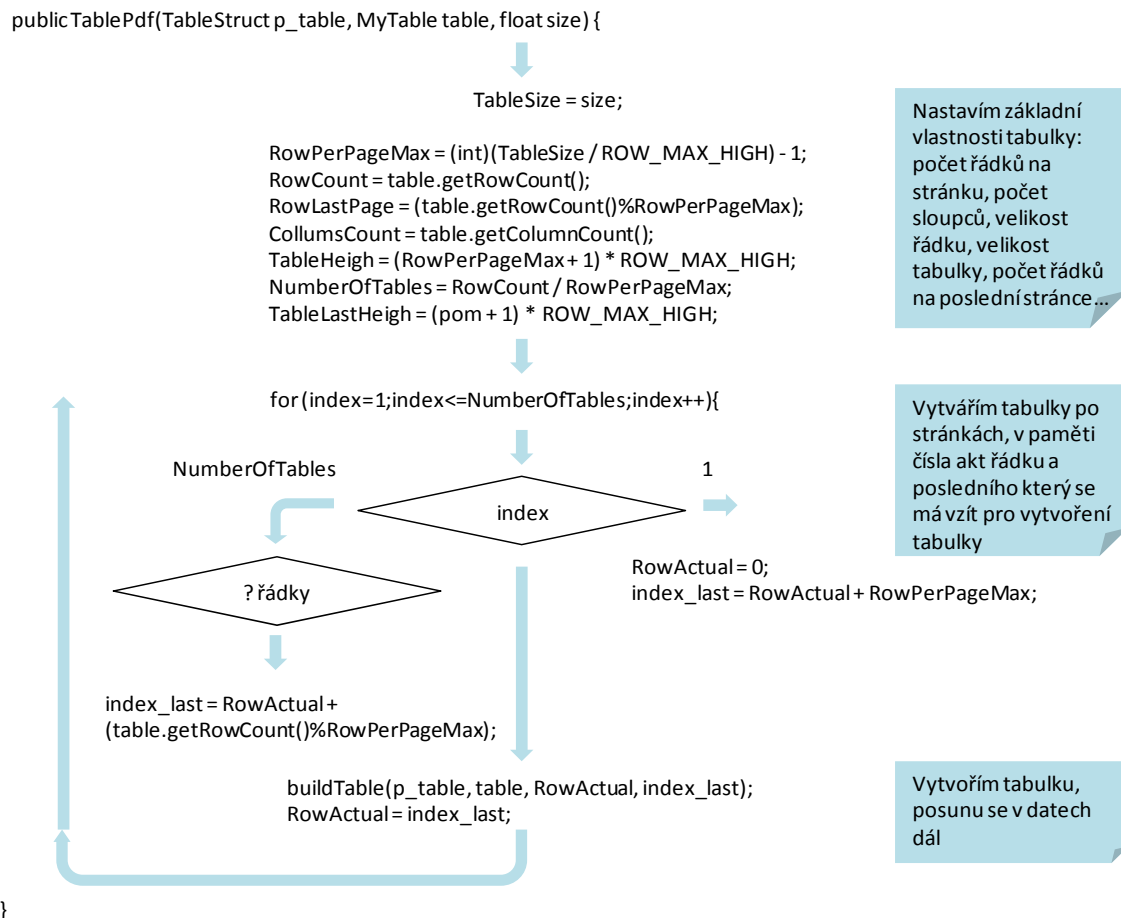 public TablePdf(TableStruct p_table, MyTable table, float size) {
TableSize = size;
RowPerPageMax = (int)(TableSize / ROW_MAX_HIGH) - 1;
RowCount = table.getRowCount();
RowLastPage = (table.getRowCount()%RowPerPageMax);
CollumsCount = table.getColumnCount();
TableHeigh = (RowPerPageMax + 1) * ROW_MAX_HIGH;
NumberOfTables = RowCount / RowPerPageMax;
TableLastHeigh = (pom + 1) * ROW_MAX_HIGH;
Nastavím základní
vlastnosti tabulky:
počet řádků na
stránku, počet
sloupců, velikost
řádku, velikost
tabulky, počet řádků
na poslední stránce...
for (index=1;index<=NumberOfTables;index++){
Vytvářím tabulky po
stránkách, v paměti
čísla akt řádku a
posledního který se
má vzít pro vytvoření
tabulky
NumberOfTables
1
index
RowActual = 0;
index_last = RowActual + RowPerPageMax;
? řádky
index_last = RowActual +
(table.getRowCount()%RowPerPageMax);
buildTable(p_table, table, RowActual, index_last);
RowActual = index_last;
Vytvořím tabulku,
posunu se v datech
dál
}